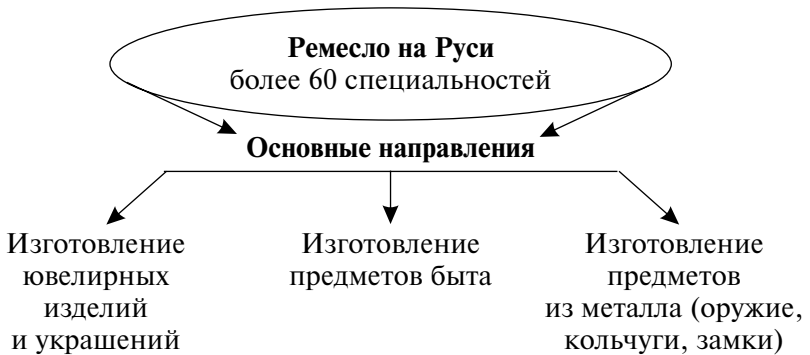 Ремесло на Руси
более 60 специальностей
Основные направления
Изготовление
ювелирных
изделий
и украшений
Изготовление
предметов быта
Изготовление
предметов
из металла (оружие,
кольчуги, замки)